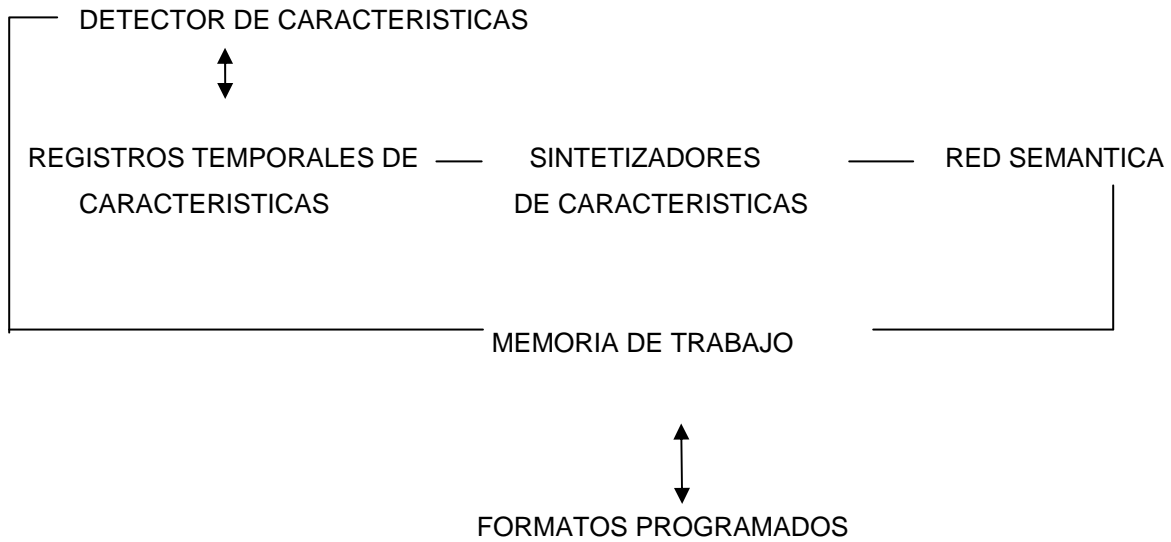 DETECTOR DE CARACTERISTICAS
REGISTROS TEMPORALES DE
CARACTERISTICAS
SINTETIZADORES
DE CARACTERISTICAS
RED SEMANTICA
MEMORIA DE TRABAJO
FORMATOS PROGRAMADOS